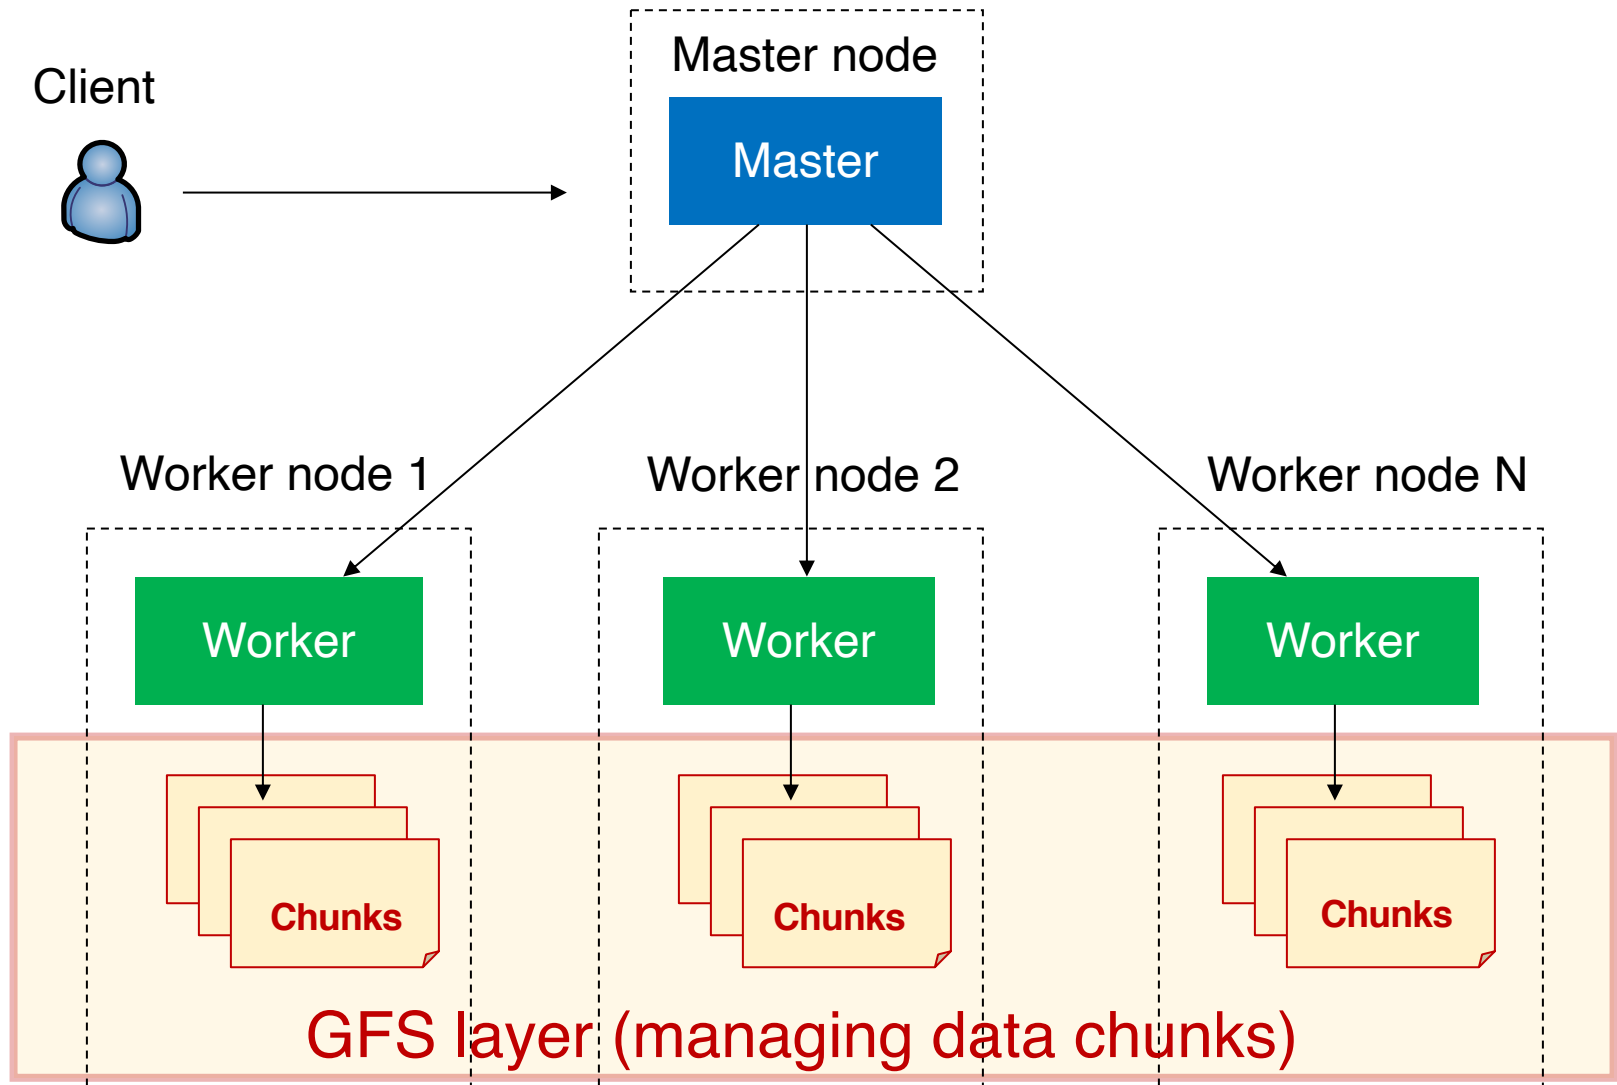 Master node
Client
Master
Worker node 1
Worker node 2
Worker node N
Worker
Worker
Worker
Chunks
Chunks
Chunks
GFS layer (managing data chunks)